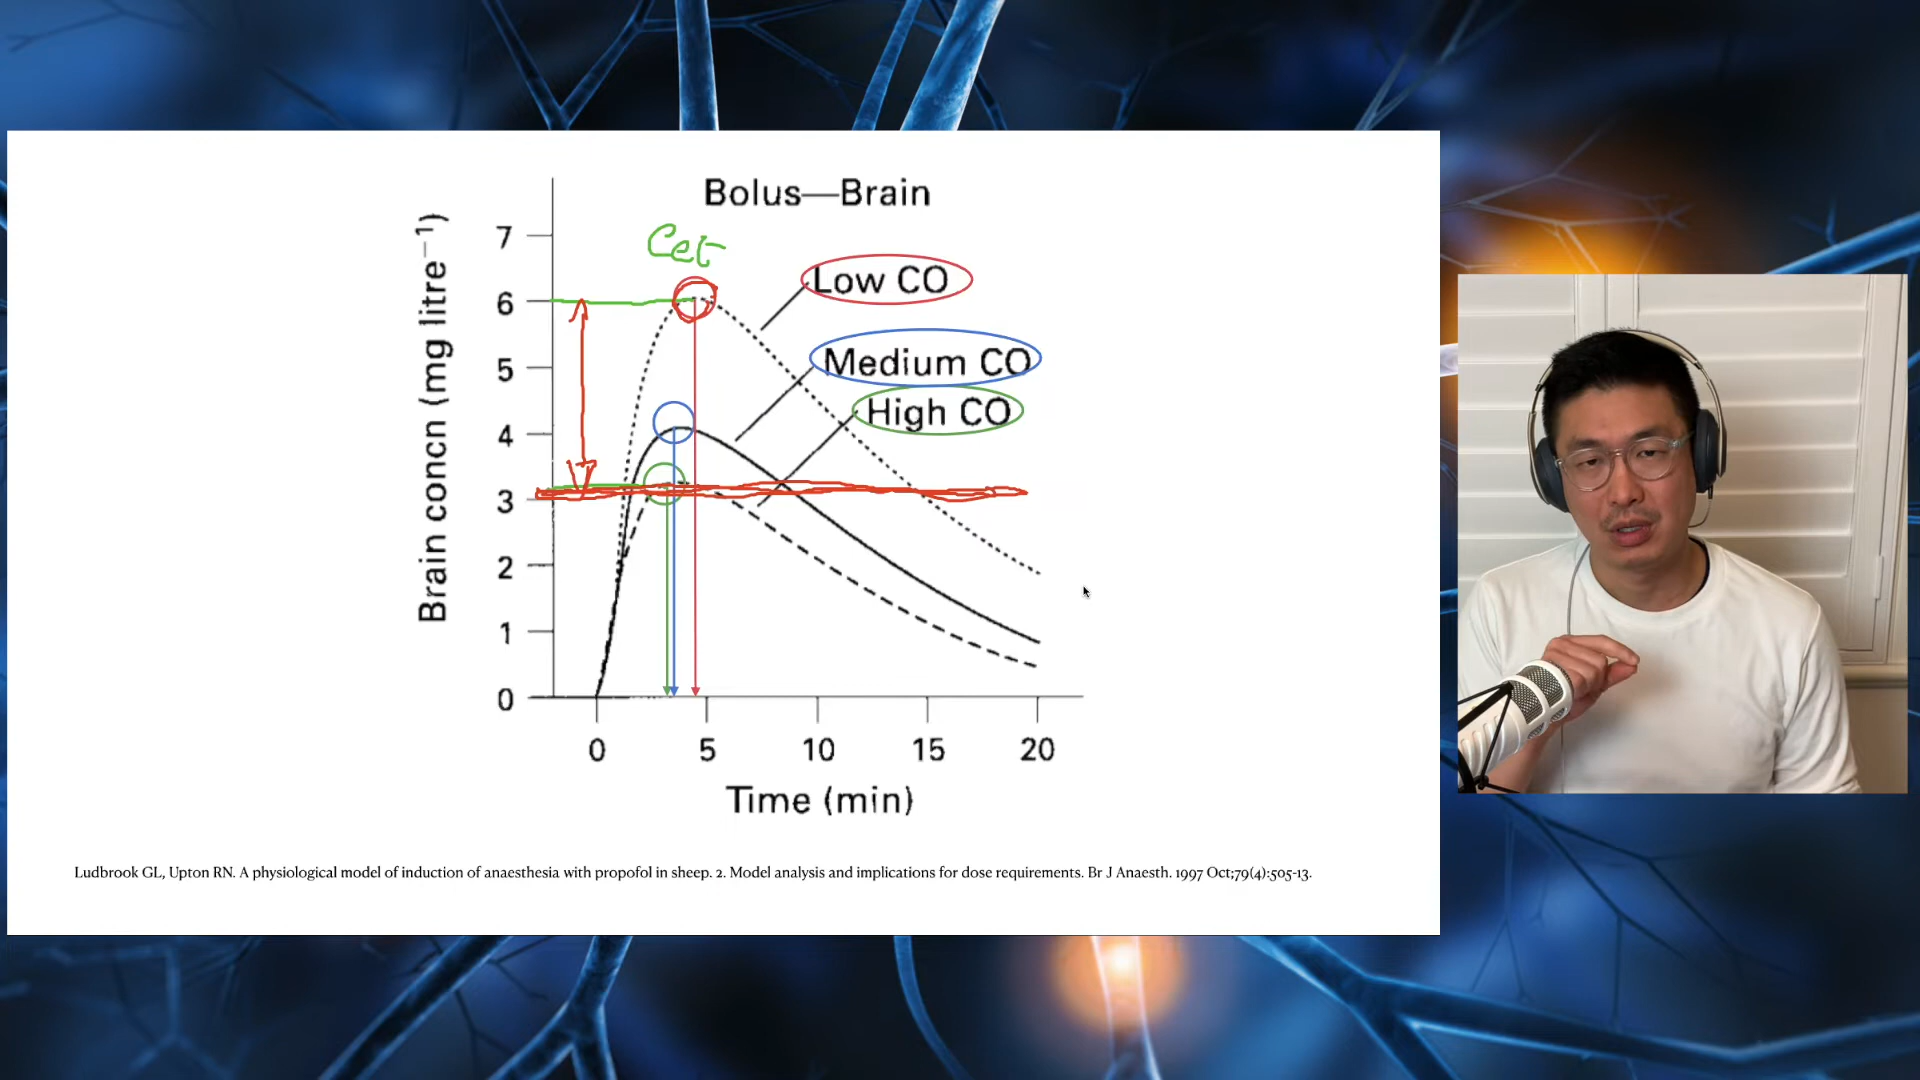 Bolus—Brain
Brain concn (mg litre⁻¹)
7
6
5
4
3
2
1
0
Cet
Low CO
Medium CO
High CO
0 5 10 15 20
Time (min)
Ludbrook GL, Upton RN. A physiological model of induction of anaesthesia with propofol in sheep. 2. Model analysis and implications for dose requirements. Br J Anaesth. 1997 Oct;79(4):505-13.